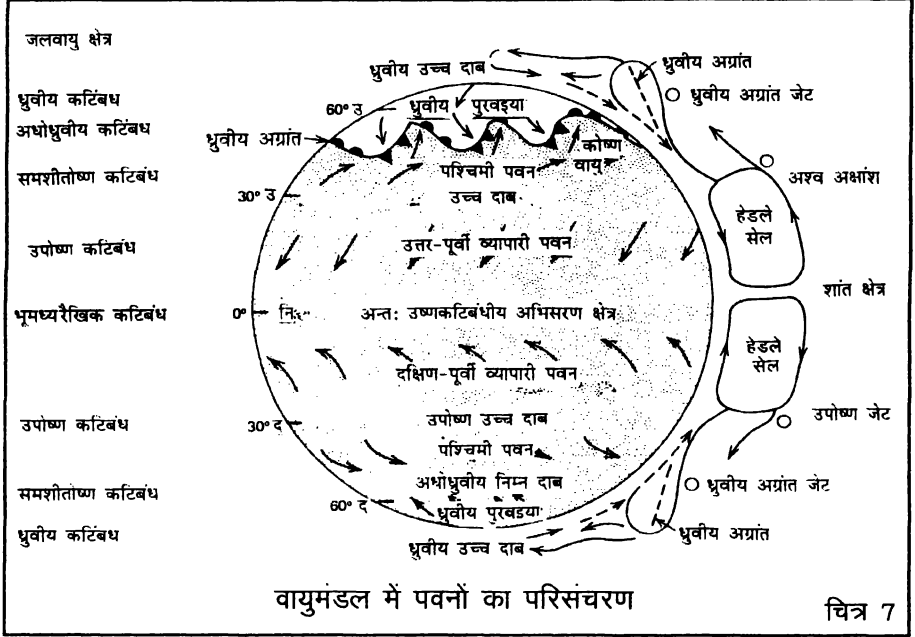 जलवायु क्षेत्र
ध्रुवीय उच्च दाब
ध्रुवीय अग्रांत
ध्रुवीय कटिबंध
60° उ
ध्रुवीय पुरवइया
ध्रुवीय अग्रांत जेट
अधोध्रुवीय कटिबंध
ध्रुवीय अग्रांत
कोष्ण
वायु
समशीतोष्ण कटिबंध
पश्चिमी पवन
अश्व अक्षांश
30° उ
उच्च दाब
हेडले
सेल
उपोष्ण कटिबंध
उत्तर-पूर्वी व्यापारी पवन
शांत क्षेत्र
भूमध्यरैखिक कटिबंध
0°
अन्तः उष्णकटिबंधीय अभिसरण क्षेत्र
हेडले
सेल
दक्षिण-पूर्वी व्यापारी पवन
उपोष्ण कटिबंध
30° द
उपोष्ण उच्च दाब
उपोष्ण जेट
पश्चिमी पवन
समशीतोष्ण कटिबंध
अधोध्रुवीय निम्न दाब
ध्रुवीय अग्रांत जेट
60° द
ध्रुवीय पुरवइया
ध्रुवीय कटिबंध
ध्रुवीय उच्च दाब
ध्रुवीय अग्रांत
वायुमंडल में पवनों का परिसंचरण
चित्र 7